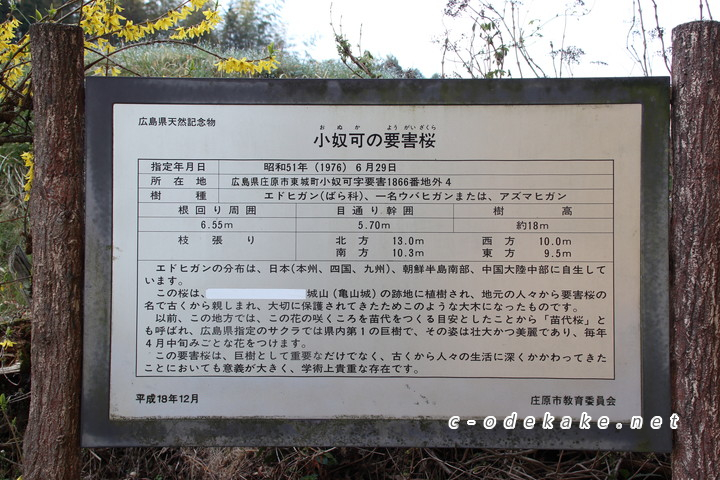 広島県天然記念物
おぬか ようがいざくら
小奴可の要害桜
指定年月日 昭和51年（1976）6月29日
所在地 広島県庄原市東城町小奴可字要害1866番地外4
樹種 エドヒガン（ばら科）、一名ウバヒガンまたは、アズマヒガン
根回り周囲 目通り幹囲 樹高
6.55m 5.70m 約18m
枝張り 北方 13.0m 西方 10.0m
南方 10.3m 東方 9.5m
エドヒガンの分布は、日本（本州、四国、九州）、朝鮮半島南部、中国大陸中部に自生して
います。
この桜は、 城山（亀山城）の跡地に植樹され、地元の人々から要害桜の
名で古くから親しまれ、大切に保護されてきたためこのような大木になったものです。
以前、この地方では、この花の咲くころを苗代をつくる目安としたことから「苗代桜」と
も呼ばれ、広島県指定のサクラでは県内第1の巨樹で、その姿は壮大かつ美麗であり、毎年
4月中旬みごとな花をつけます。
この要害桜は、巨樹として重要なだけでなく、古くから人々の生活に深くかかわってきた
ことにおいても意義が大きく、学術上貴重な存在です。
平成18年12月 庄原市教育委員会
c-odekake.net